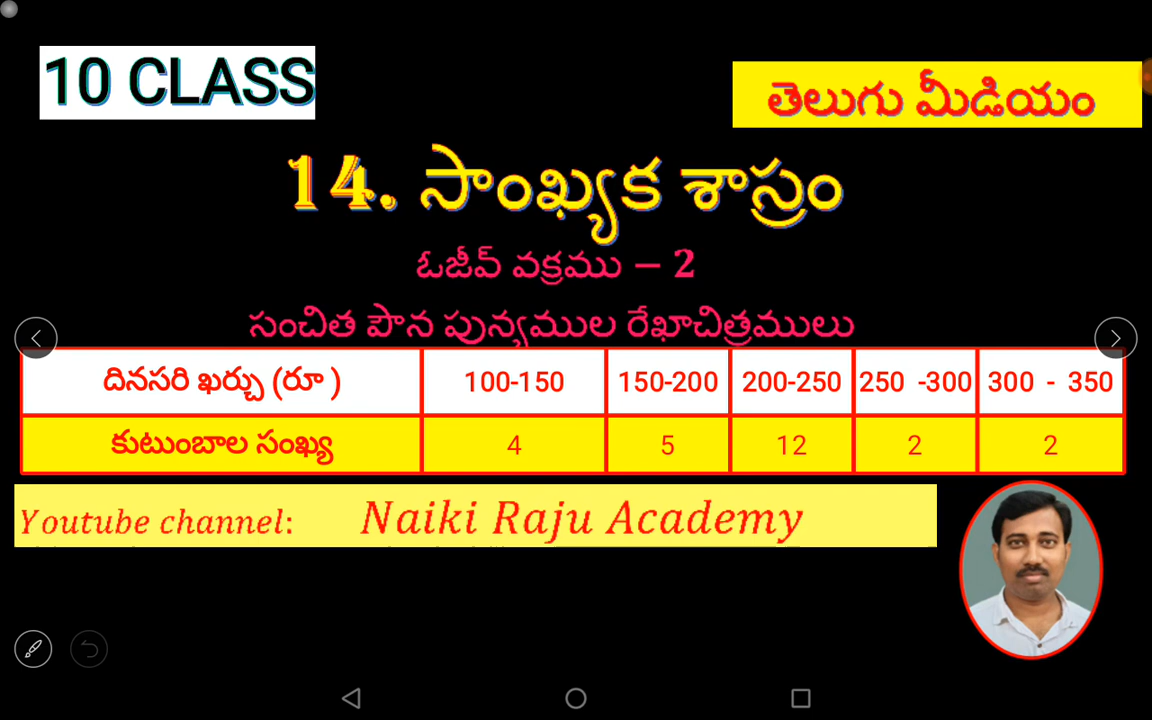 10 CLASS
తెలుగు మీడియం
14. సాంఖ్యక శాస్రం
ఓజీవ్ వక్రము – 2
సంచిత పౌన పున్యముల రేఖాచిత్రములు
దినసరి ఖర్చు (రూ ) 100-150 150-200 200-250 250 -300 300 - 350
కుటుంబాల సంఖ్య 4 5 12 2 2
Youtube channel: Naiki Raju Academy